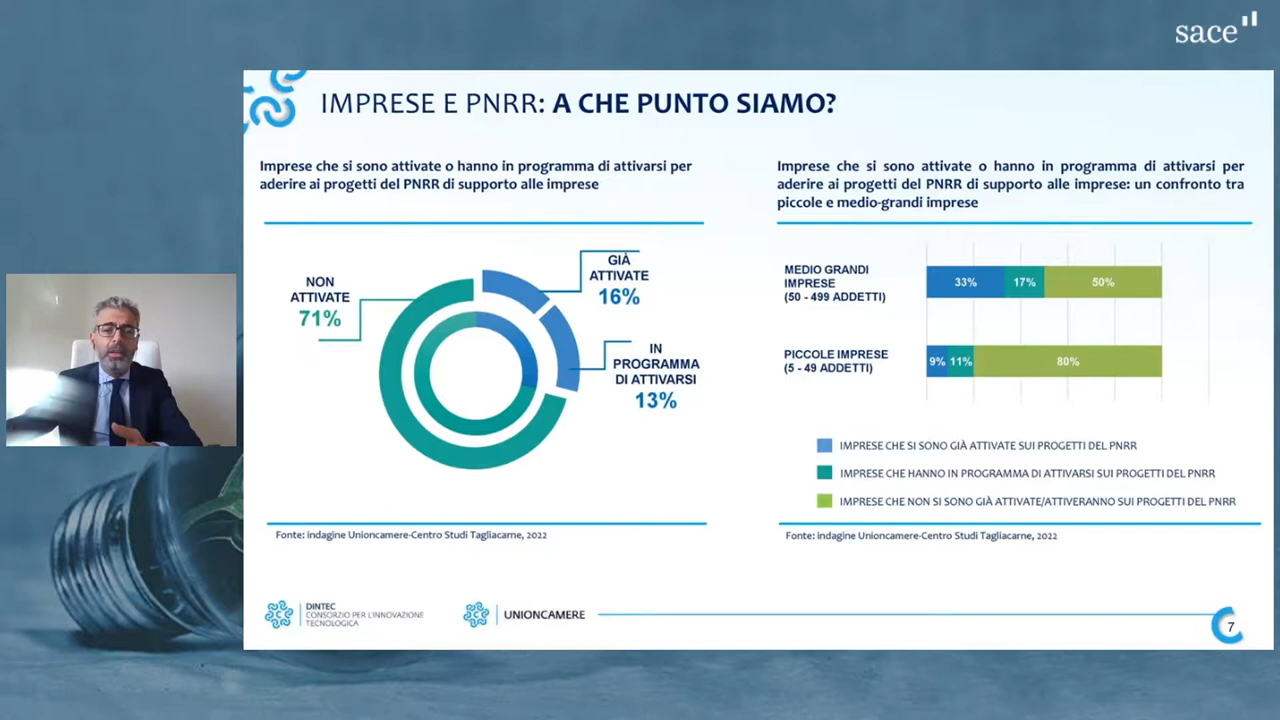 sace
IMPRESE E PNRR: A CHE PUNTO SIAMO?
Imprese che si sono attivate o hanno in programma di attivarsi per
aderire ai progetti del PNRR di supporto alle imprese
NON
ATTIVATE
71%
GIÀ
ATTIVATE
16%
IN
PROGRAMMA
DI ATTIVARSI
13%
Fonte: indagine Unioncamere-Centro Studi Tagliacarne, 2022
Imprese che si sono attivate o hanno in programma di attivarsi per
aderire ai progetti del PNRR di supporto alle imprese: un confronto tra
piccole e medio-grandi imprese
MEDIO GRANDI
IMPRESE
(50 - 499 ADDETTI)
33% 17% 50%
PICCOLE IMPRESE
(5 - 49 ADDETTI)
9% 11% 80%
IMPRESE CHE SI SONO GIÀ ATTIVATE SUI PROGETTI DEL PNRR
IMPRESE CHE HANNO IN PROGRAMMA DI ATTIVARSI SUI PROGETTI DEL PNRR
IMPRESE CHE NON SI SONO GIÀ ATTIVATE/ATTIVERANNO SUI PROGETTI DEL PNRR
Fonte: indagine Unioncamere-Centro Studi Tagliacarne, 2022
DINTEC
CONSORZIO PER L'INNOVAZIONE
TECNOLOGICA
UNIONCAMERE
7